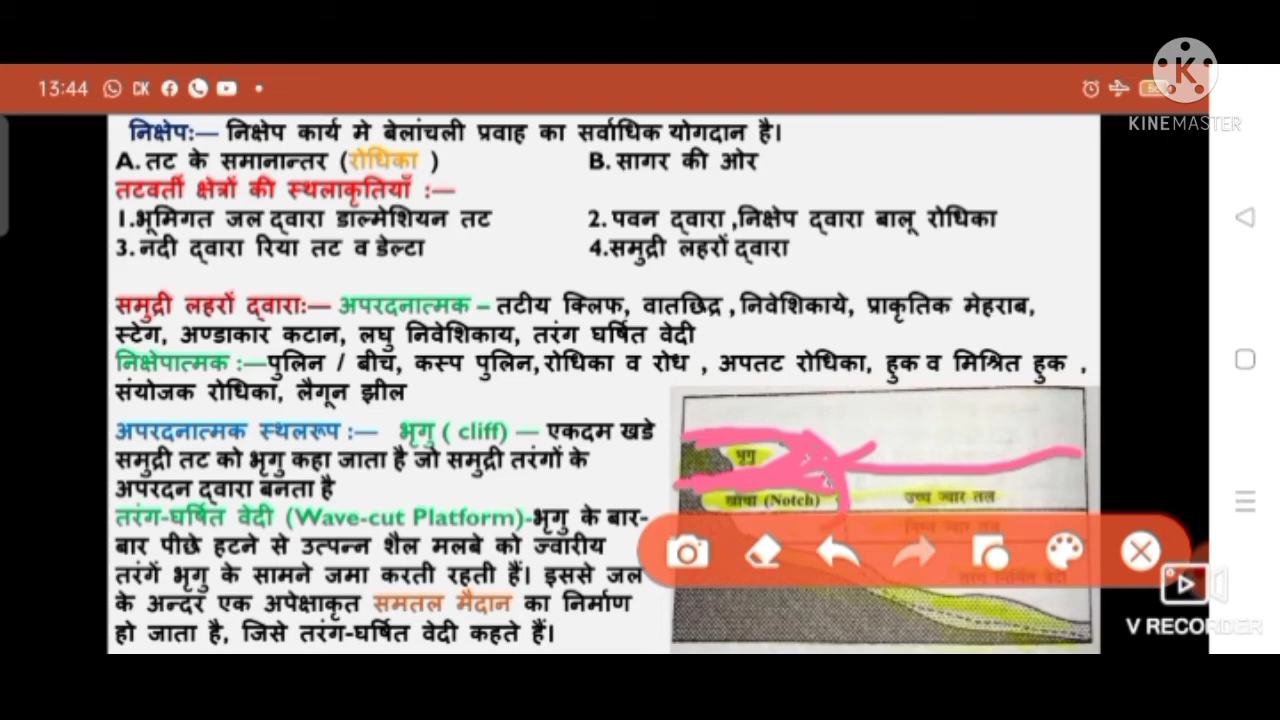 13:44
KINEMASTER
निक्षेप:— निक्षेप कार्य मे बेलांचली प्रवाह का सर्वाधिक योगदान है।
A. तट के समानान्तर (रोधिका ) B. सागर की ओर
तटवर्ती क्षेत्रों की स्थलाकृतियाँ :—
1.भूमिगत जल द्वारा डाल्मेशियन तट 2. पवन द्वारा ,निक्षेप द्वारा बालू रोधिका
3. नदी द्वारा रिया तट व डेल्टा 4.समुद्री लहरों द्वारा
समुद्री लहरों द्वारा:— अपरदनात्मक – तटीय क्लिफ, वातछिद्र ,निवेशिकाये, प्राकृतिक मेहराब,
स्टेग, अण्डाकार कटान, लघु निवेशिकाय, तरंग घर्षित वेदी
निक्षेपात्मक :—पुलिन / बीच, कस्प पुलिन,रोधिका व रोध , अपतट रोधिका, हुक व मिश्रित हुक ,
संयोजक रोधिका, लैगून झील
अपरदनात्मक स्थलरूप :— भृगु ( cliff) — एकदम खडे
समुद्री तट को भृगु कहा जाता है जो समुद्री तरंगों के
अपरदन द्वारा बनता है
तरंग-घर्षित वेदी (Wave-cut Platform)-भृगु के बार-
बार पीछे हटने से उत्पन्न शैल मलबे को ज्वारीय
तरंगें भृगु के सामने जमा करती रहती हैं। इससे जल
के अन्दर एक अपेक्षाकृत समतल मैदान का निर्माण
हो जाता है, जिसे तरंग-घर्षित वेदी कहते हैं।
भृगु
खांचा (Notch) उच्च ज्वार तल
निम्न ज्वार तल
V RECORDER